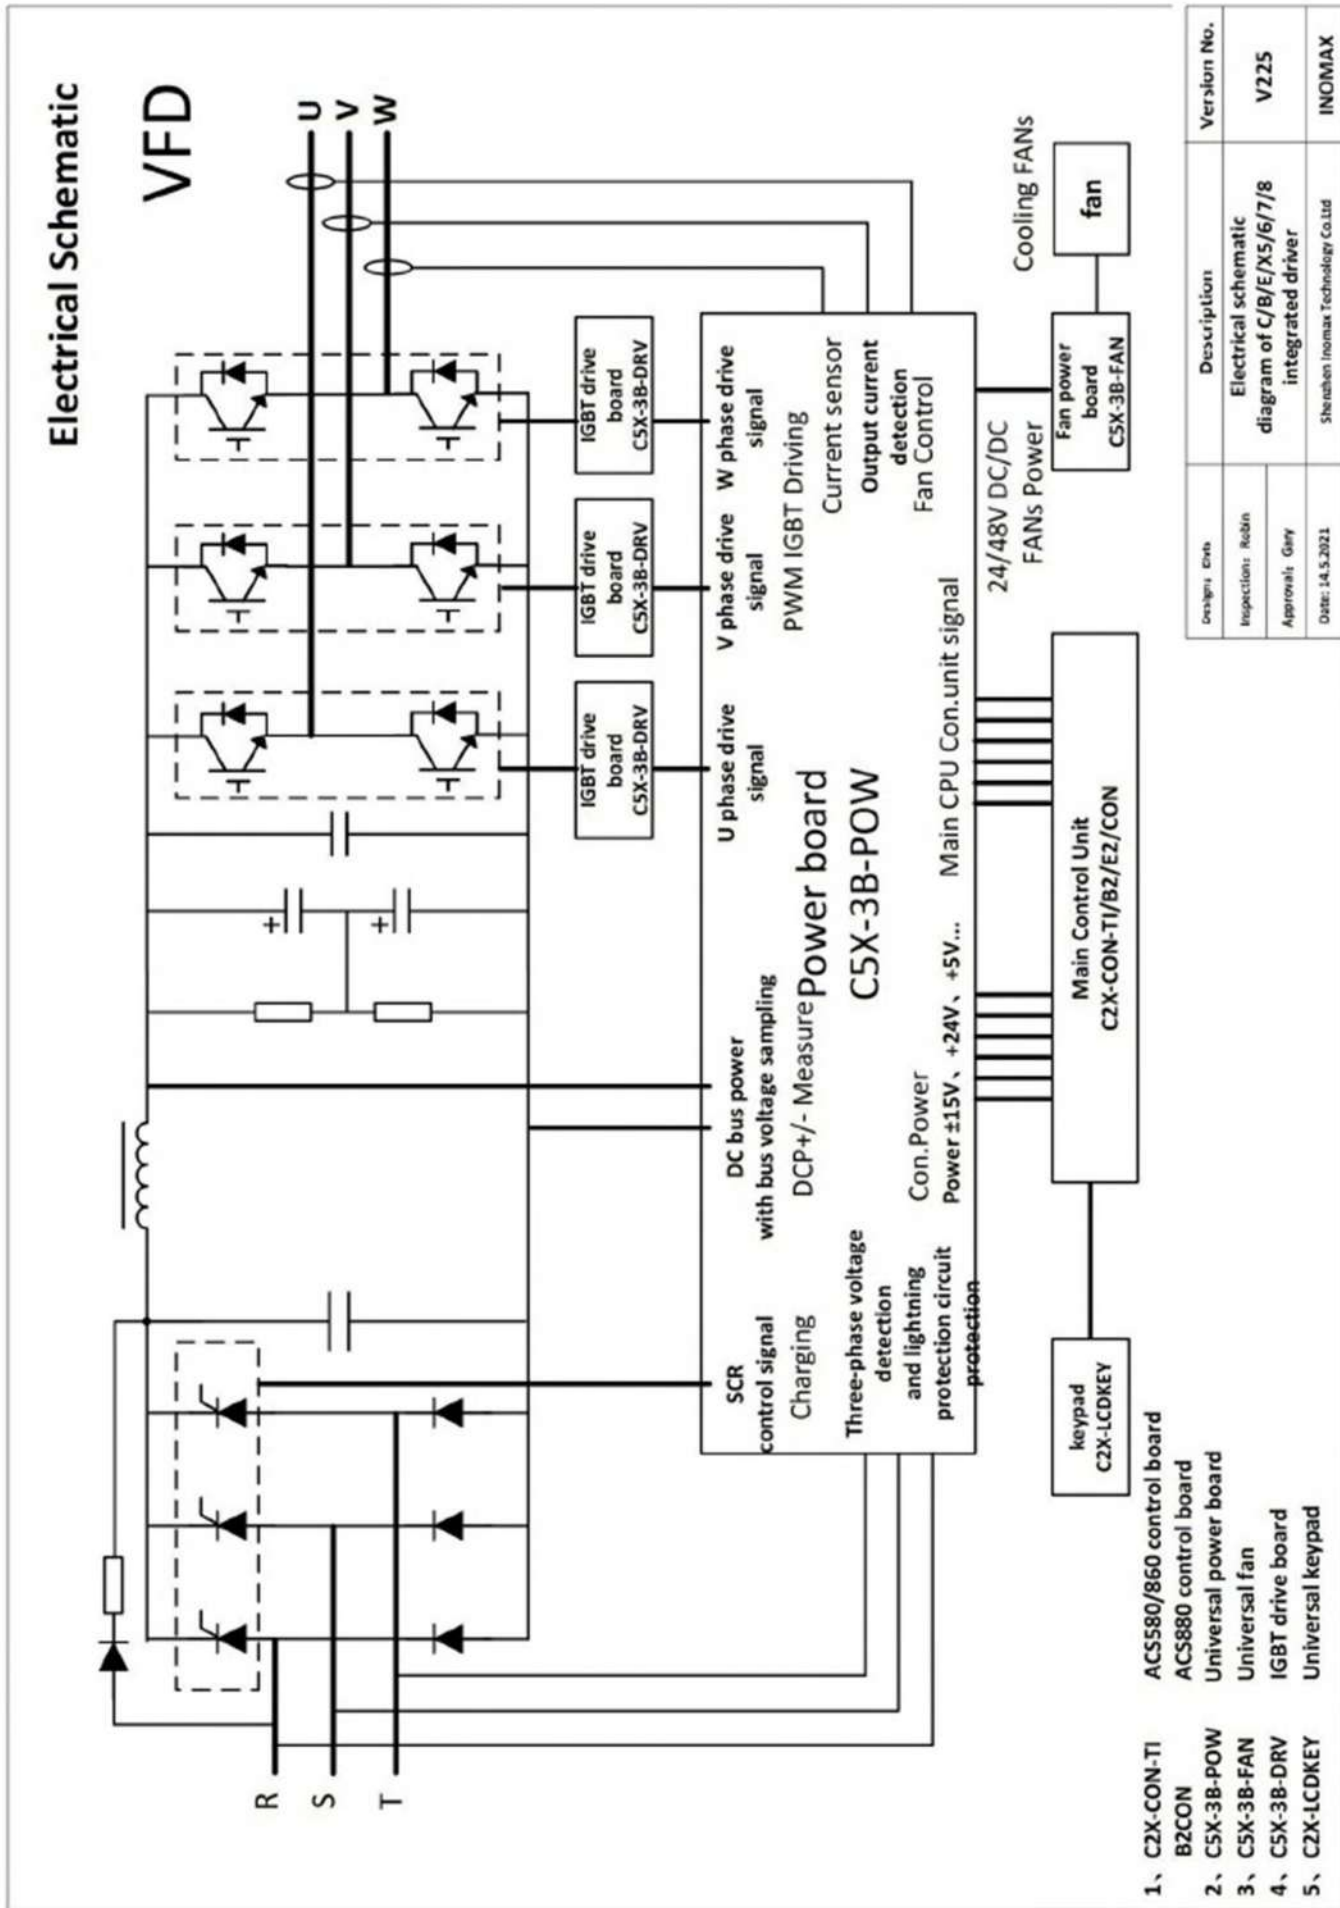 Electrical Schematic
VFD
R
S
T
U
V
W
IGBT drive
board
C5X-3B-DRV
IGBT drive
board
C5X-3B-DRV
IGBT drive
board
C5X-3B-DRV
SCR
control signal
Charging
DC bus power
with bus voltage sampling
DCP+/- Measure
U phase drive
signal
V phase drive
signal
W phase drive
signal
PWM IGBT Driving
Power board
C5X-3B-POW
Current sensor
Output current
detection
Fan Control
Three-phase voltage
detection
and lightning
protection circuit
protection
Con.Power
Power ±15V、+24V、+5V...
Main CPU Con.unit signal
24/48V DC/DC
FANs Power
Cooling FANs
keypad
C2X-LCDKEY
Main Control Unit
C2X-CON-TI/B2/E2/CON
Fan power
board
C5X-3B-FAN
fan
1、 C2X-CON-TI ACS580/860 control board
B2CON ACS880 control board
2、 C5X-3B-POW Universal power board
3、 C5X-3B-FAN Universal fan
4、 C5X-3B-DRV IGBT drive board
5、 C2X-LCDKEY Universal keypad
Design: Description Version No.
Inspection: Robin
Approval: Gary
Electrical schematic
diagram of C/B/E/X5/6/7/8
integrated driver
V225
Date: 14.5.2021 Shenzhen Inomax Technology Co.Ltd INOMAX